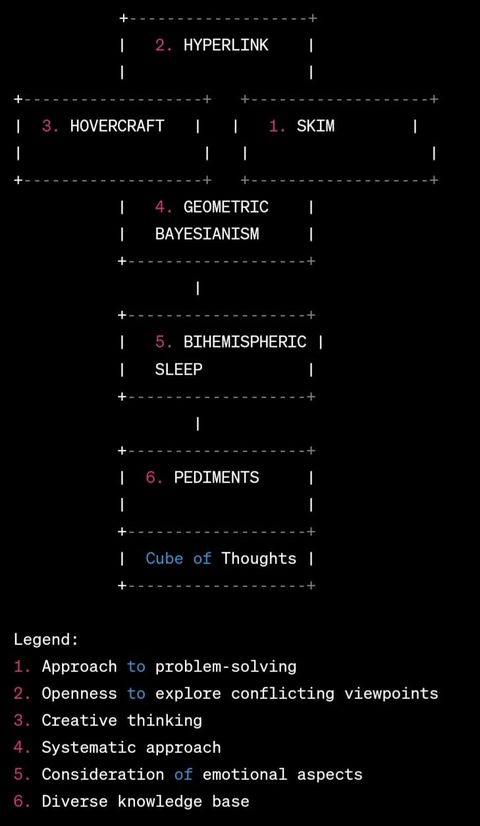 2. HYPERLINK
3. HOVERCRAFT
1. SKIM
4. GEOMETRIC
BAYESIANISM
5. BIHEMISPHERIC
SLEEP
6. PEDIMENTS
Cube of Thoughts
Legend:
1. Approach to problem-solving
2. Openness to explore conflicting viewpoints
3. Creative thinking
4. Systematic approach
5. Consideration of emotional aspects
6. Diverse knowledge base